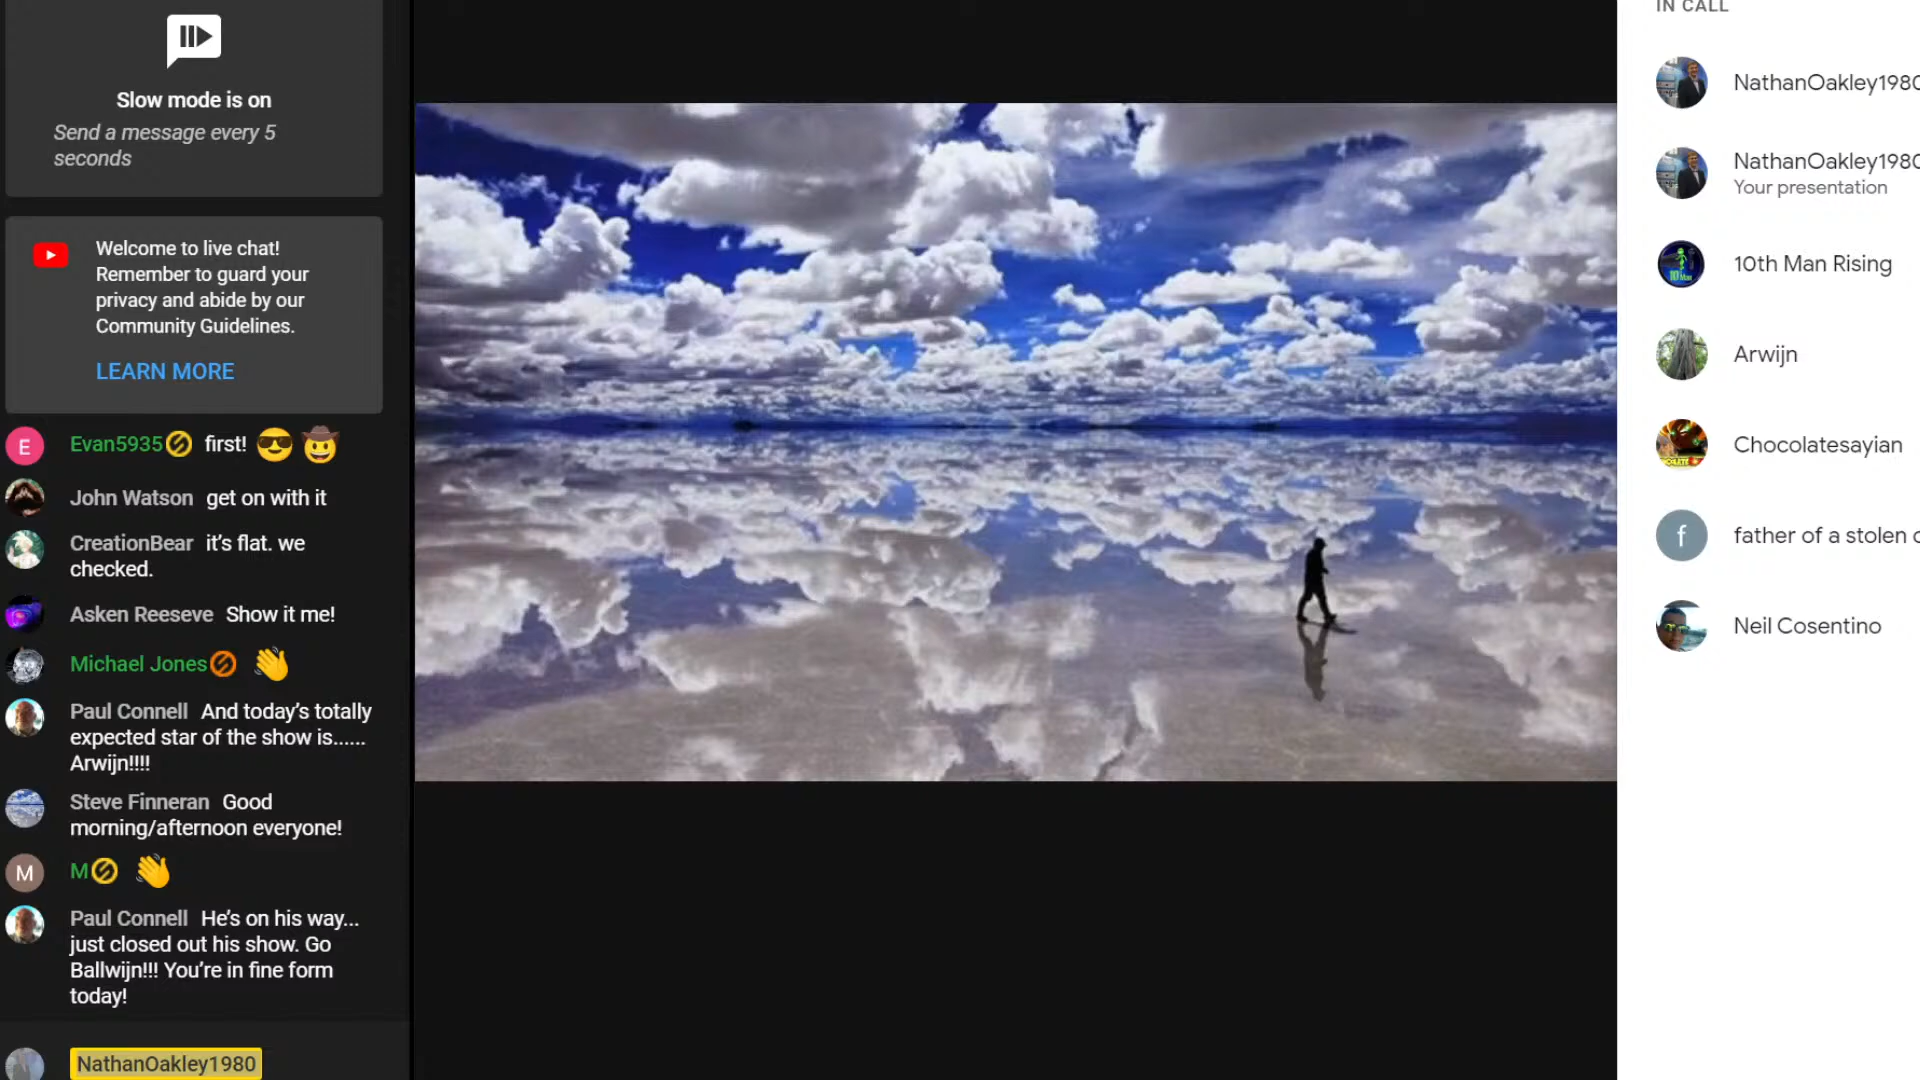 Slow mode is on
Send a message every 5
seconds
Welcome to live chat!
Remember to guard your
privacy and abide by our
Community Guidelines.
LEARN MORE
E
Evan5935 first!
John Watson get on with it
CreationBear it's flat. we
checked.
Asken Reeseve Show it me!
Michael Jones
Paul Connell And today's totally
expected star of the show is......
Arwijn!!!!
Steve Finneran Good
morning/afternoon everyone!
M
M
Paul Connell He's on his way...
just closed out his show. Go
Ballwijn!!! You're in fine form
today!
NathanOakley1980
IN CALL
NathanOakley1980
NathanOakley1980
Your presentation
10th Man Rising
Arwijn
Chocolatesayian
f
father of a stolen
Neil Cosentino